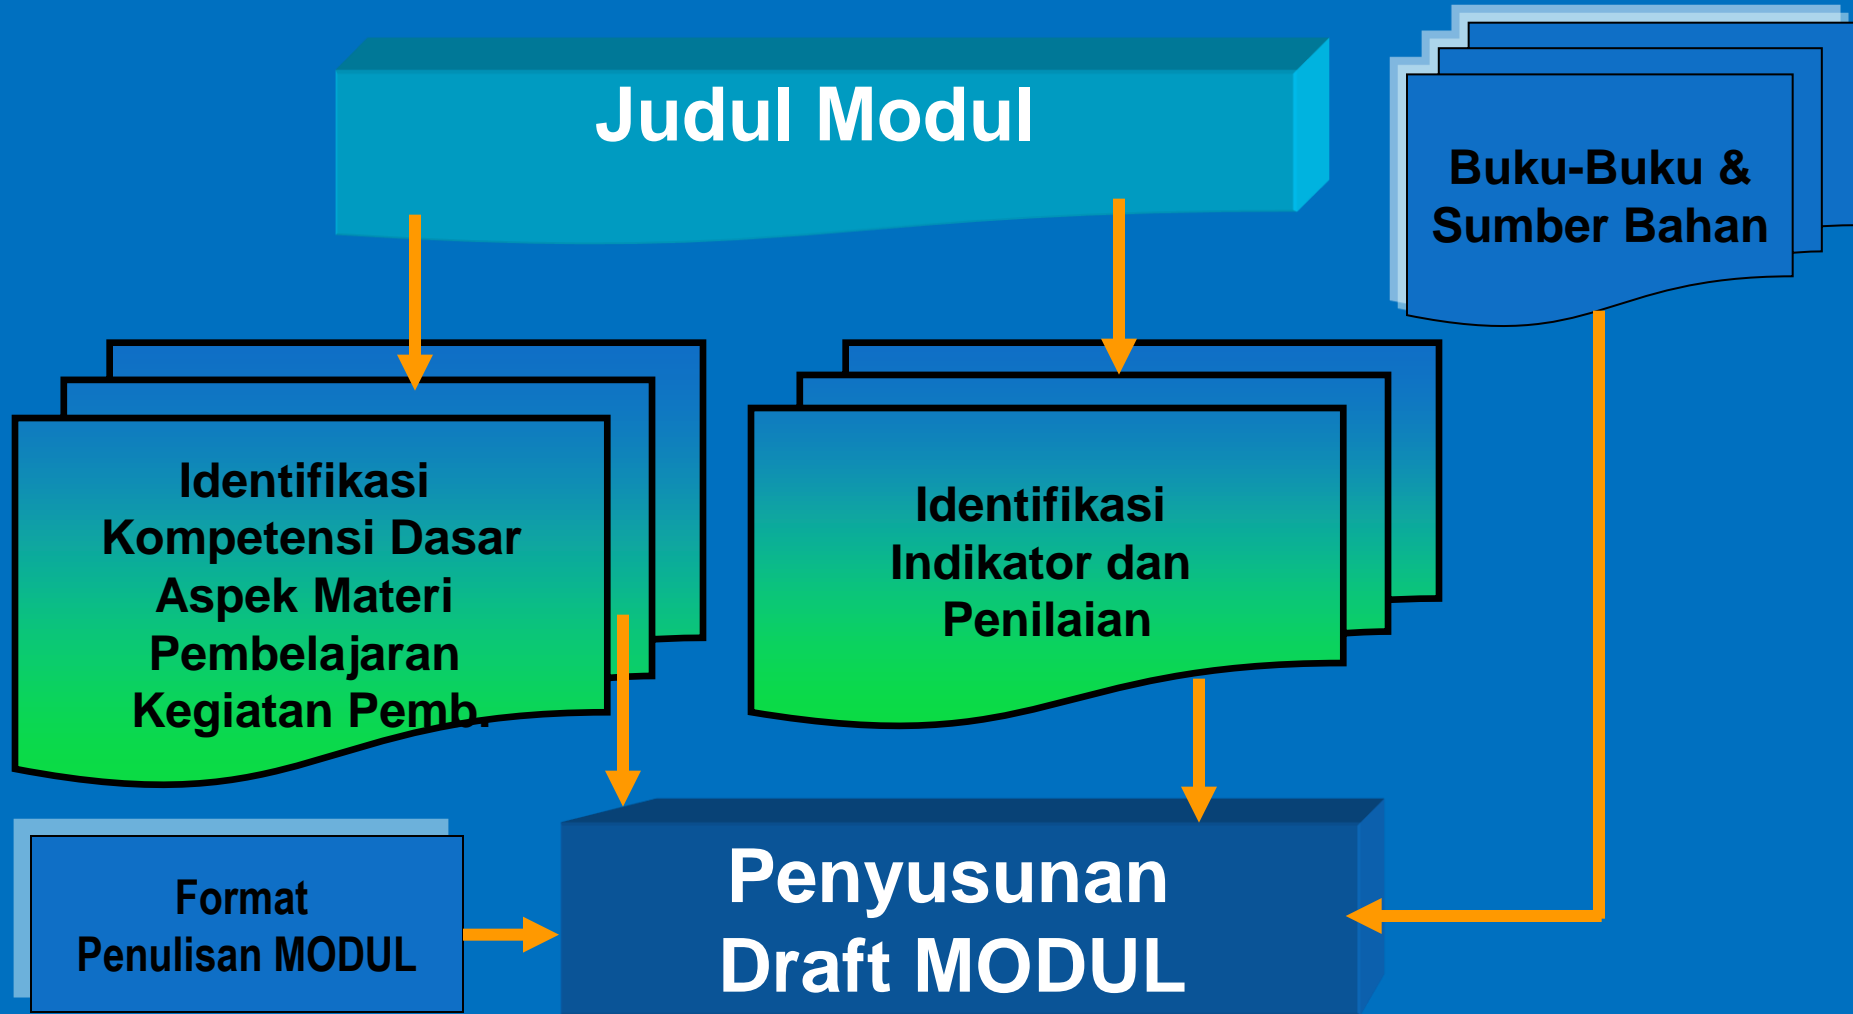 Judul Modul
Buku-Buku &
Sumber Bahan
Identifikasi
Kompetensi Dasar
Aspek Materi
Pembelajaran
Kegiatan Pemb.
Identifikasi
Indikator dan
Penilaian
Format
Penulisan MODUL
Penyusunan
Draft MODUL